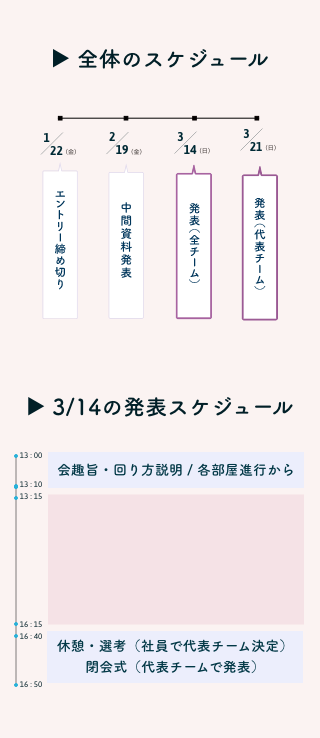 ▶ 全体のスケジュール
1/22 (金)
2/19 (金)
3/14 (日)
3/21 (日)
エントリー締め切り
中間資料発表
発表(全チーム)
発表(代表チーム)
▶ 3/14の発表スケジュール
13:00
会趣旨・回り方説明 / 各部屋進行から
13:10
13:15
16:15
16:40
休憩・選考（社員で代表チーム決定）
閉会式（代表チームで発表）
16:50